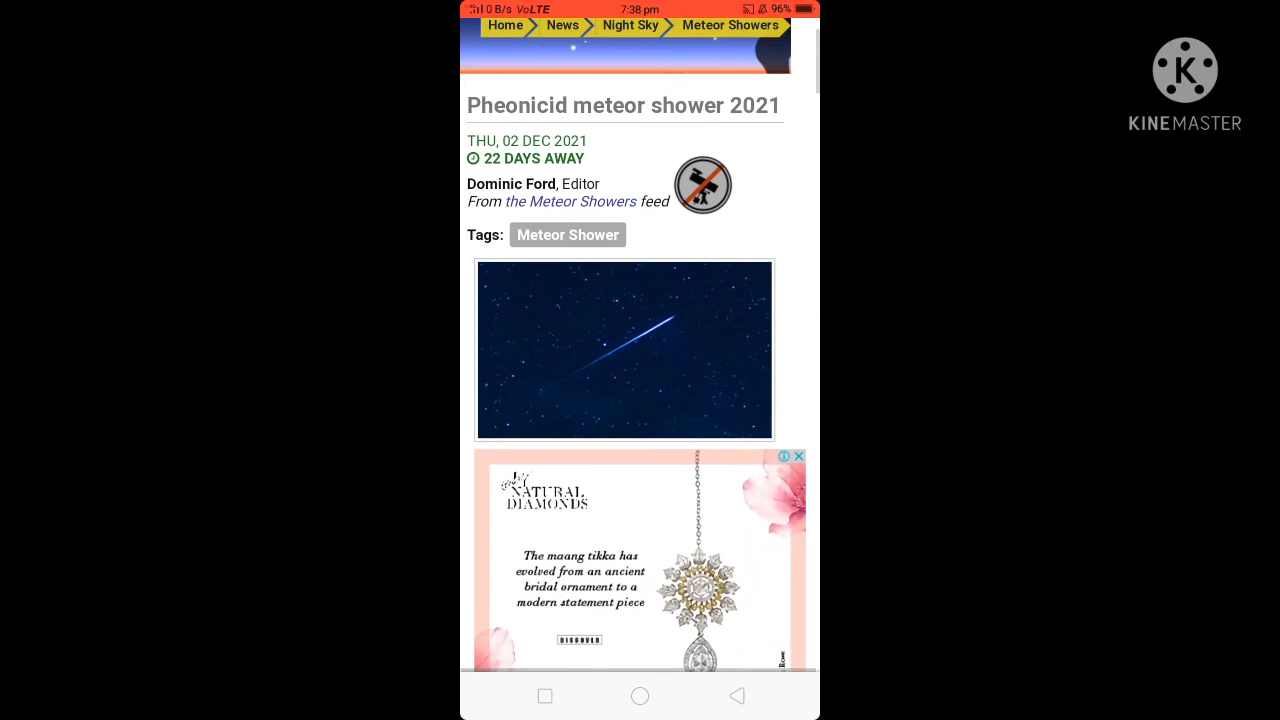 0 B/s VoLTE 7:38 pm 96%
Home News Night Sky Meteor Showers
KINEMASTER
Pheonicid meteor shower 2021
THU, 02 DEC 2021
22 DAYS AWAY
Dominic Ford, Editor
From the Meteor Showers feed
Tags: Meteor Shower
NATURAL
DIAMONDS
The maang tikka has
evolved from an ancient
bridal ornament to a
modern statement piece
DISCOVER